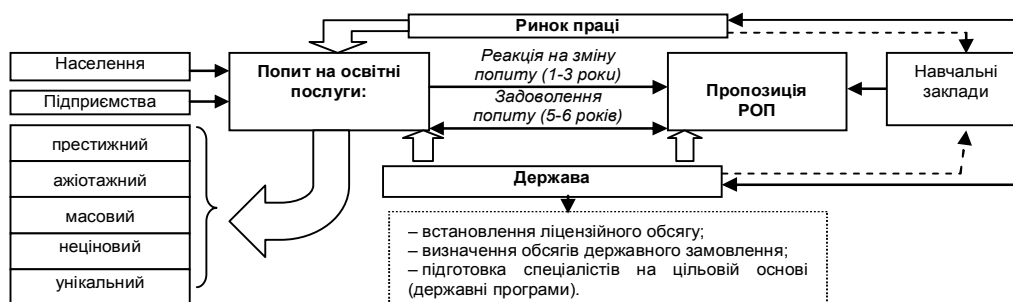 Ринок праці
Населення
Підприємства
Попит на освітні
послуги:
Реакція на зміну
попиту (1-3 роки)
Задоволення
попиту (5-6 років)
Пропозиція
РОП
Навчальні
заклади
престижний
ажіотажний
масовий
неціновий
унікальний
Держава
– встановлення ліцензійного обсягу;
– визначення обсягів державного замовлення;
– підготовка спеціалістів на цільовій основі
(державні програми).